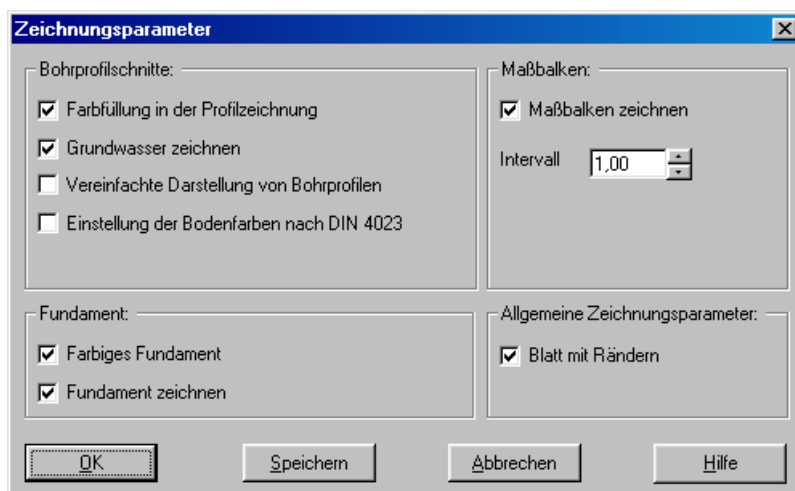 Zeichnungsparameter
Bohrprofilschnitte:
Farbfüllung in der Profilzeichnung
Grundwasser zeichnen
Vereinfachte Darstellung von Bohrprofilen
Einstellung der Bodenfarben nach DIN 4023
Maßbalken:
Maßbalken zeichnen
Intervall 1,00
Fundament:
Farbiges Fundament
Fundament zeichnen
Allgemeine Zeichnungsparameter:
Blatt mit Rändern
OK Speichern Abbrechen Hilfe